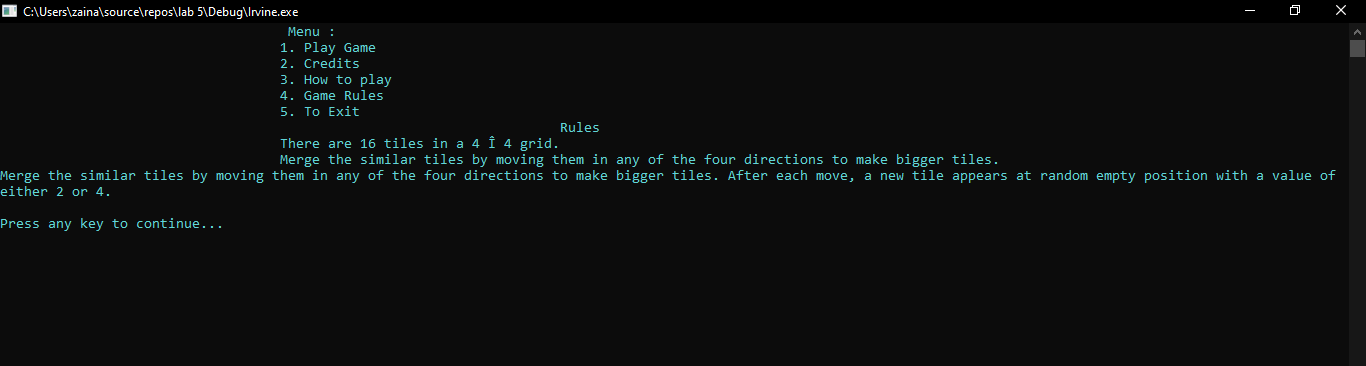 C:\Users\zaina\source\repos\lab 5\Debug\Irvine.exe
Menu :
1. Play Game
2. Credits
3. How to play
4. Game Rules
5. To Exit
Rules
There are 16 tiles in a 4 Î 4 grid.
Merge the similar tiles by moving them in any of the four directions to make bigger tiles.
Merge the similar tiles by moving them in any of the four directions to make bigger tiles. After each move, a new tile appears at random empty position with a value of
either 2 or 4.
Press any key to continue...